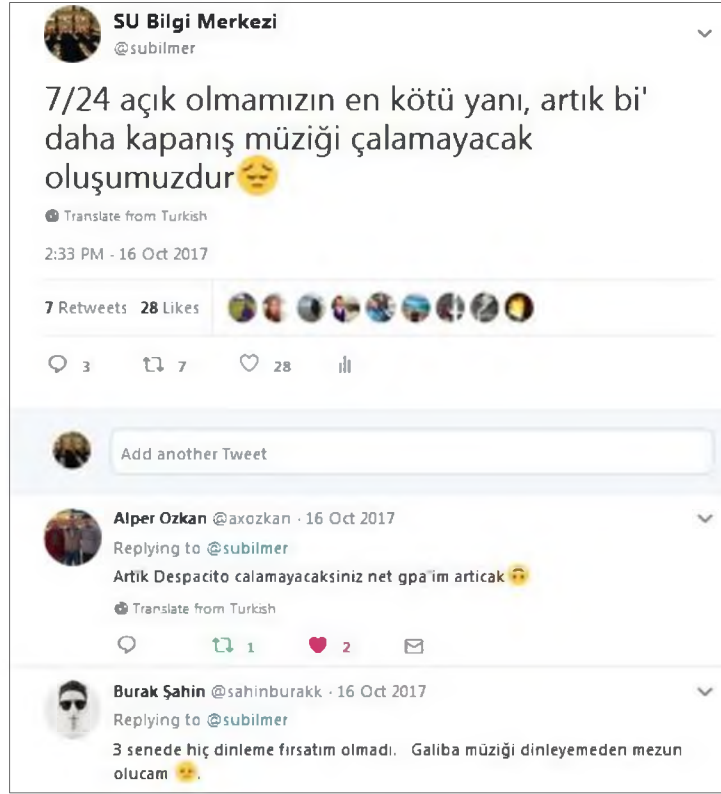 SU Bilgi Merkezi
@subilmer
7/24 açık olmamızın en kötü yanı, artık bi'
daha kapanış müziği çalamayacak
oluşumuzdur😔
Translate from Turkish
2:33 PM - 16 Oct 2017
7 Retweets 28 Likes
3 7 28
Add another Tweet
Alper Ozkan @axozkan · 16 Oct 2017
Replying to @subilmer
Artik Despacito calamayacaksiniz net gpa'im articak 🙃
Translate from Turkish
1 2
Burak Şahin @sahinburakk · 16 Oct 2017
Replying to @subilmer
3 senede hiç dinleme fırsatım olmadı. Galiba müziği dinleyemeden mezun
olucam 😕.